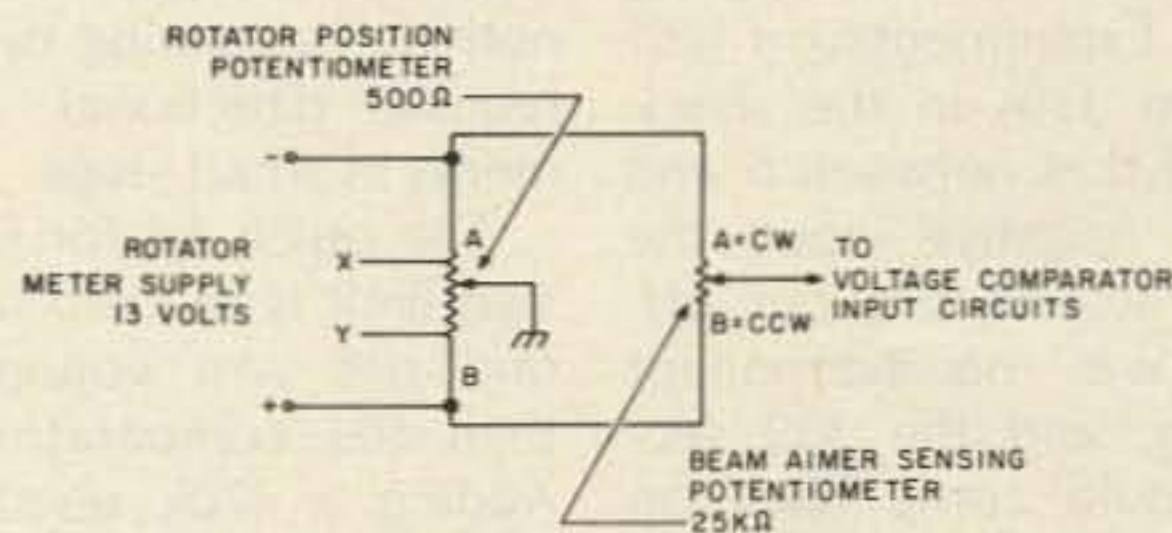 ROTATOR POSITION
POTENTIOMETER
500Ω
-
A
ROTATOR
METER SUPPLY
13 VOLTS
X
Y
B
+
A=CW
B=CCW
TO
VOLTAGE COMPARATOR
INPUT CIRCUITS
BEAM AIMER SENSING
POTENTIOMETER
25KΩ